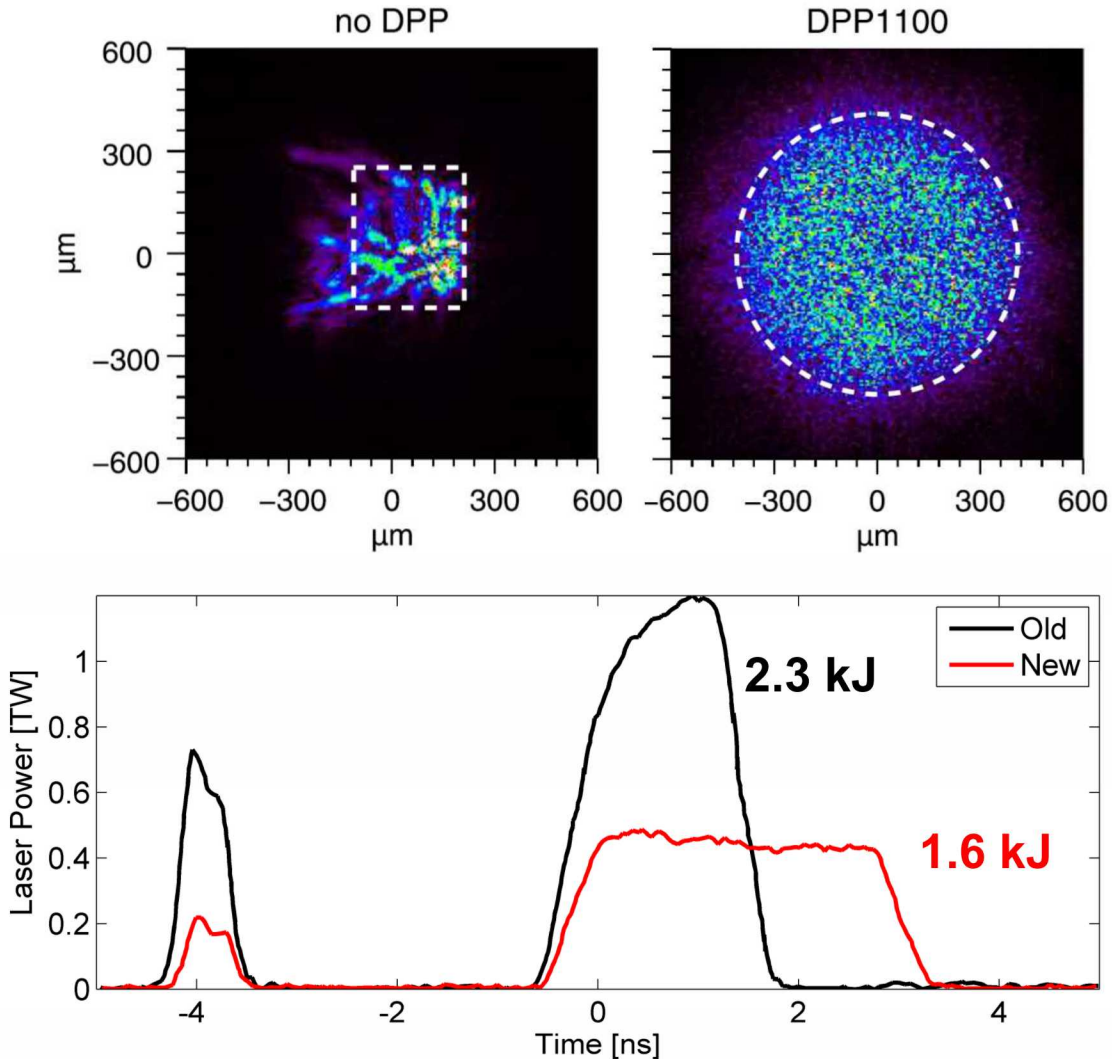 no DPP
DPP1100
600
300
0
−300
−600
µm
−600 −300 0 300 600
µm
−600 −300 0 300 600
µm
Old
New
2.3 kJ
1.6 kJ
1
0.8
0.6
0.4
0.2
0
Laser Power [TW]
-4 -2 0 2 4
Time [ns]